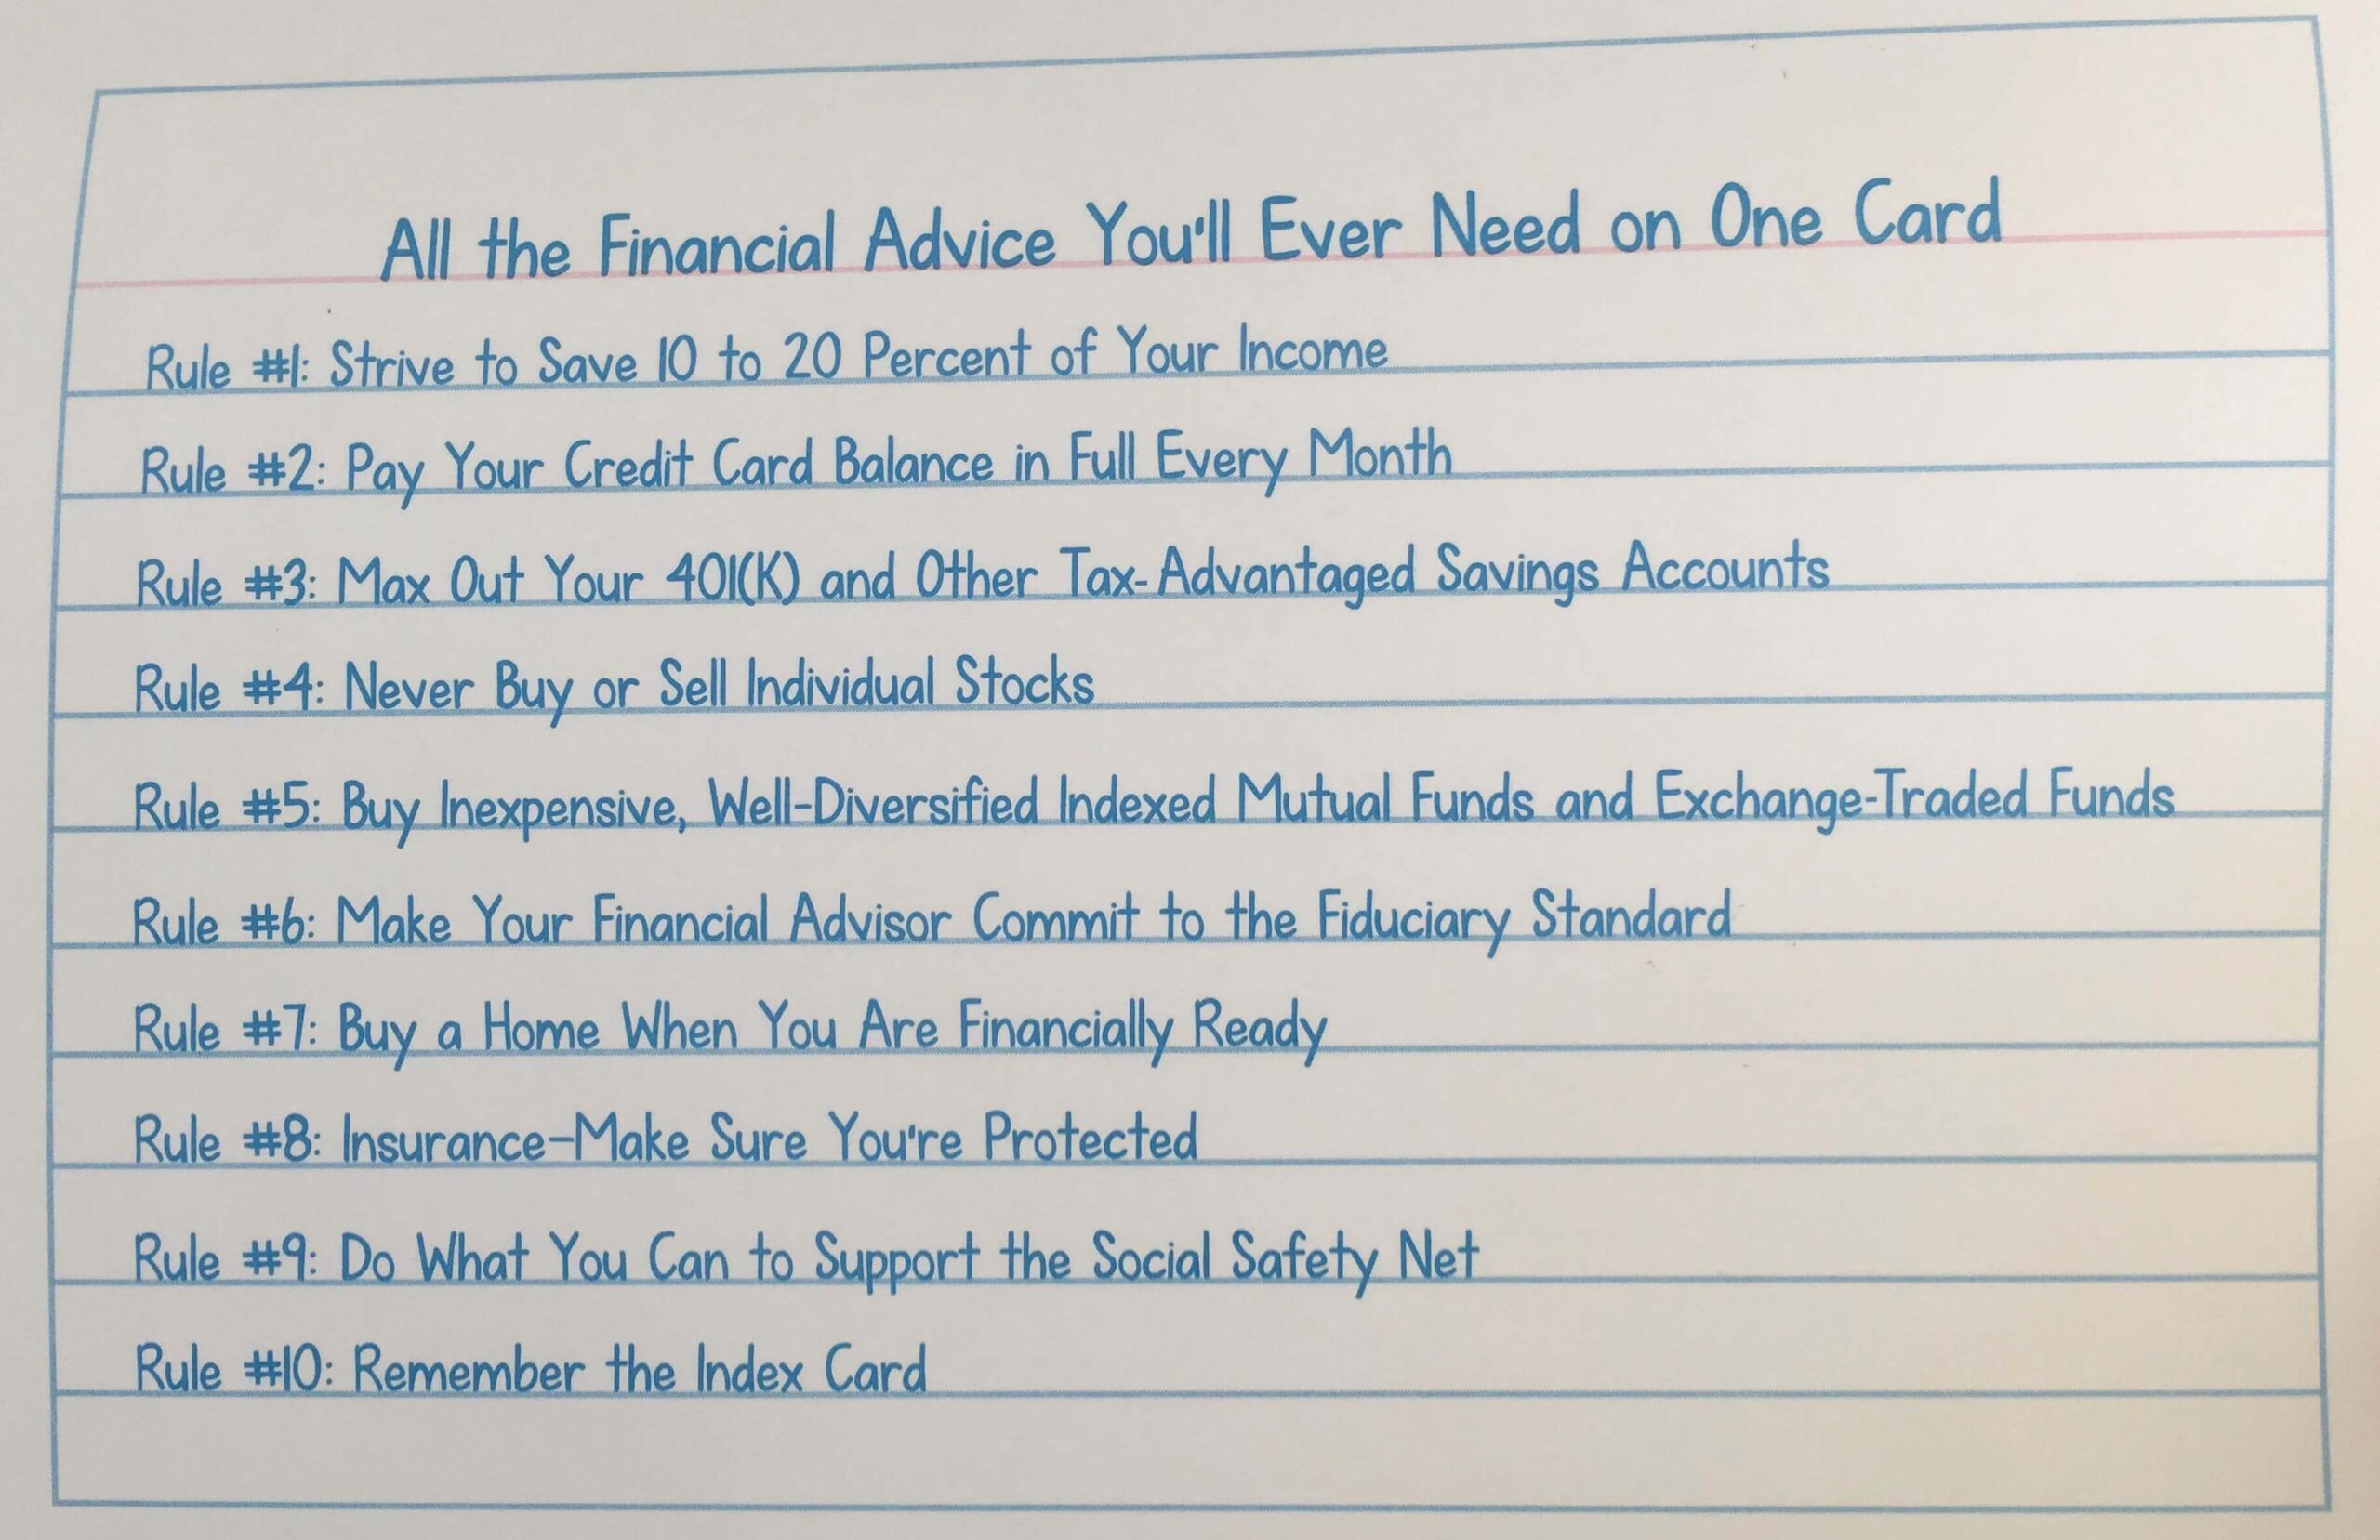 All the Financial Advice You'll Ever Need on One Card
Rule #1: Strive to Save 10 to 20 Percent of Your Income
Rule #2: Pay Your Credit Card Balance in Full Every Month
Rule #3: Max Out Your 401(K) and Other Tax-Advantaged Savings Accounts
Rule #4: Never Buy or Sell Individual Stocks
Rule #5: Buy Inexpensive, Well-Diversified Indexed Mutual Funds and Exchange-Traded Funds
Rule #6: Make Your Financial Advisor Commit to the Fiduciary Standard
Rule #7: Buy a Home When You Are Financially Ready
Rule #8: Insurance—Make Sure You're Protected
Rule #9: Do What You Can to Support the Social Safety Net
Rule #10: Remember the Index Card